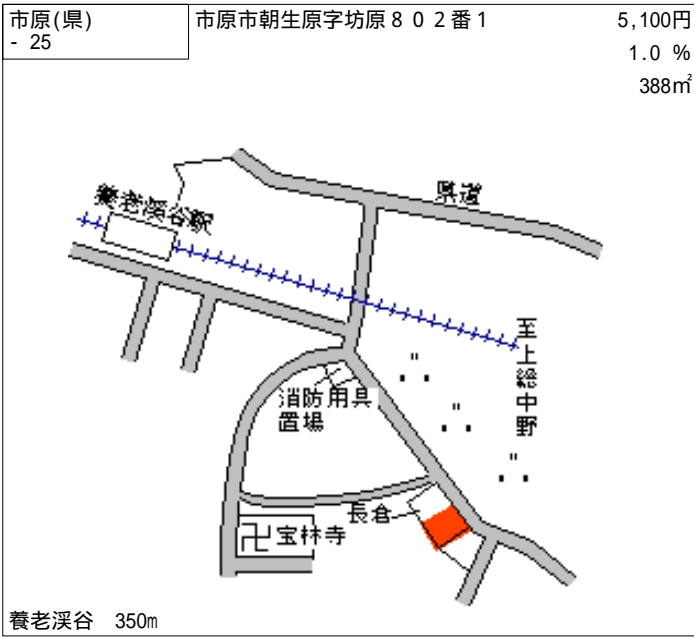 市原(県)
- 25
市原市朝生原字坊原８０２番1
5,100円
1.0 %
388㎡
養老渓谷駅
県道
至上総中野
消防用具
置場
長倉
卍宝林寺
養老渓谷 350m